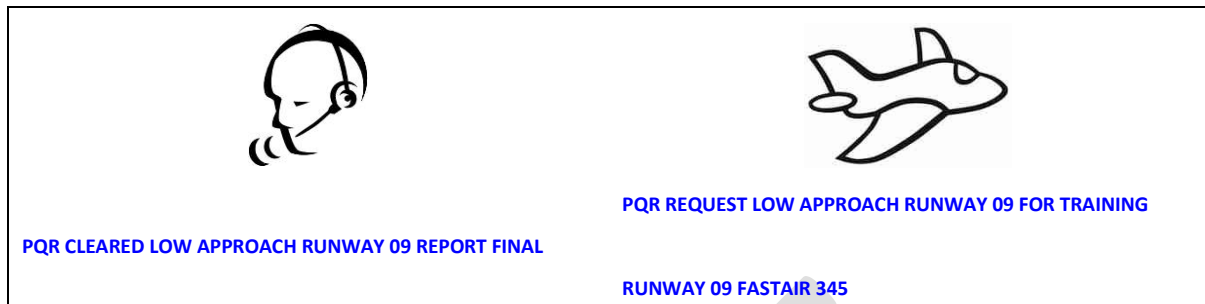 PQR REQUEST LOW APPROACH RUNWAY 09 FOR TRAINING
PQR CLEARED LOW APPROACH RUNWAY 09 REPORT FINAL
RUNWAY 09 FASTAIR 345